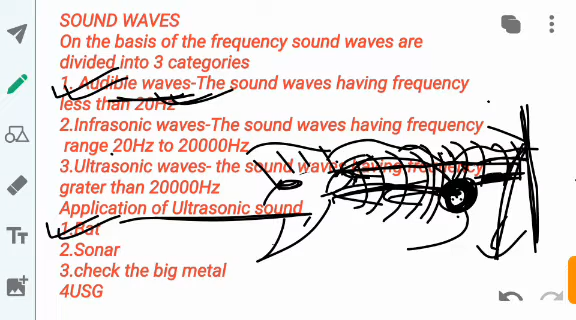 SOUND WAVES
On the basis of the frequency sound waves are
divided into 3 categories
1. Audible waves-The sound waves having frequency
less than 20Hz
2.Infrasonic waves-The sound waves having frequency
range 20Hz to 20000Hz
3.Ultrasonic waves- the sound waves having frequency
grater than 20000Hz
Application of Ultrasonic sound
1.Bat
2.Sonar
3.check the big metal
4USG
Tт